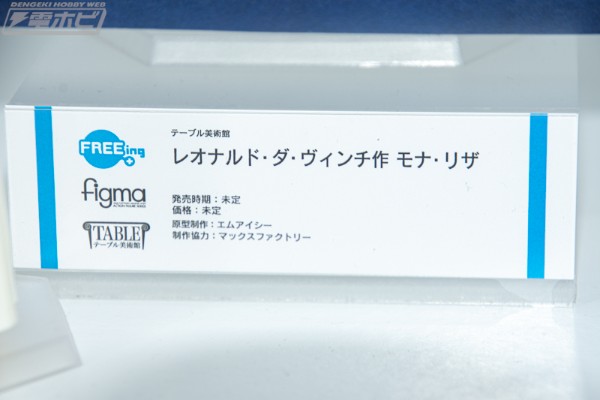 DENGEKI HOBBY WEB
電ホビ
FREEing
figma
TABLE
テーブル美術館
テーブル美術館
レオナルド・ダ・ヴィンチ作 モナ・リザ
発売時期：未定
価格：未定
原型制作：エムアイシー
制作協力：マックスファクトリー